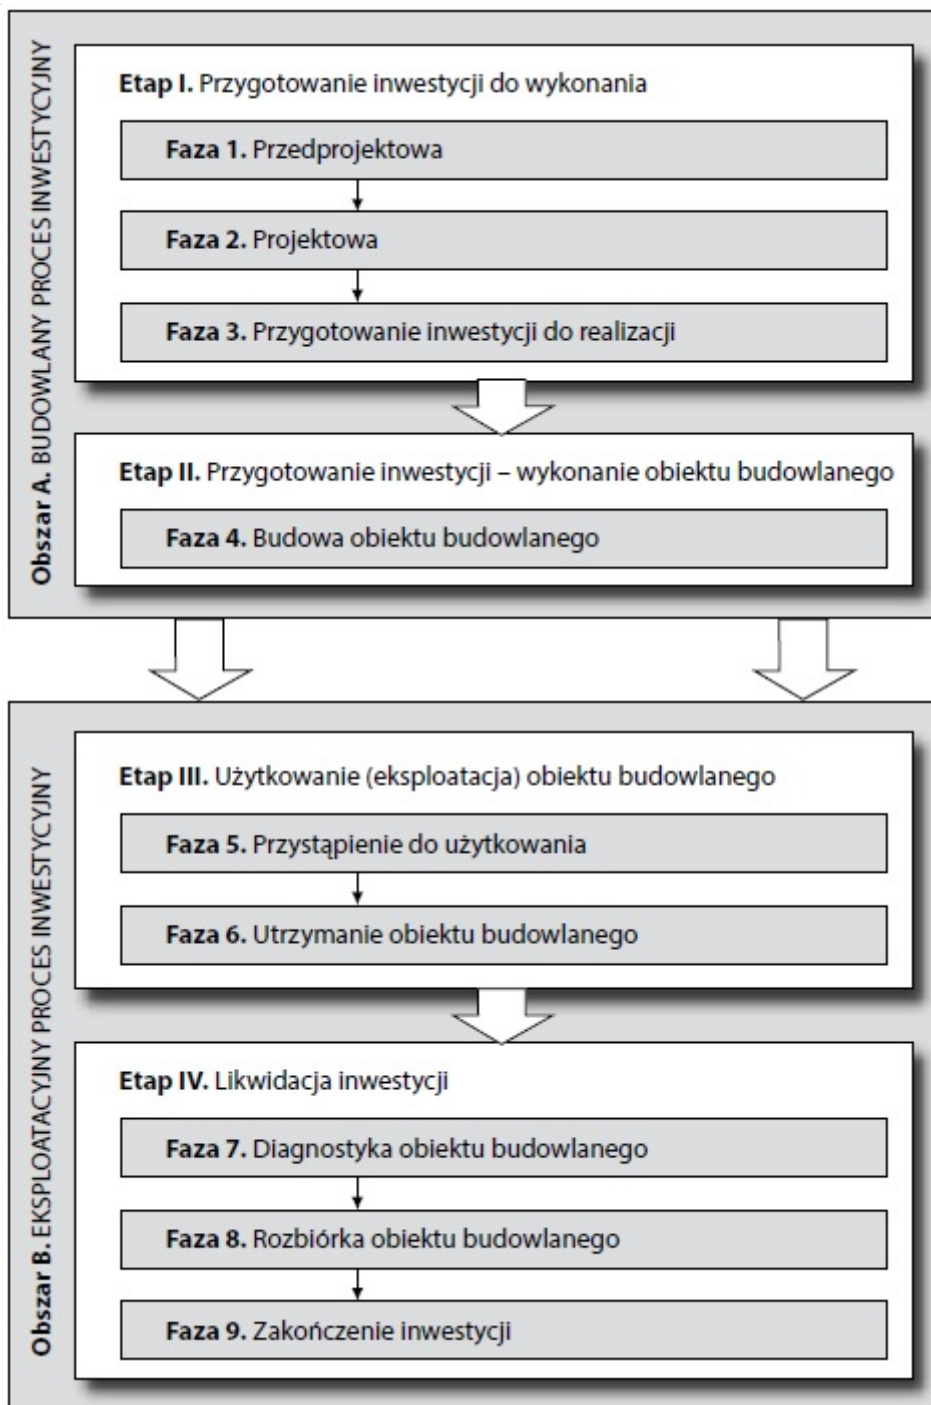 Obszar A. BUDOWLANY PROCES INWESTYCYJNY
Etap I. Przygotowanie inwestycji do wykonania
Faza 1. Przedprojektowa
Faza 2. Projektowa
Faza 3. Przygotowanie inwestycji do realizacji
Etap II. Przygotowanie inwestycji – wykonanie obiektu budowlanego
Faza 4. Budowa obiektu budowlanego
Obszar B. EKSPLOATACYJNY PROCES INWESTYCYJNY
Etap III. Użytkowanie (eksploatacja) obiektu budowlanego
Faza 5. Przystąpienie do użytkowania
Faza 6. Utrzymanie obiektu budowlanego
Etap IV. Likwidacja inwestycji
Faza 7. Diagnostyka obiektu budowlanego
Faza 8. Rozbiórka obiektu budowlanego
Faza 9. Zakończenie inwestycji